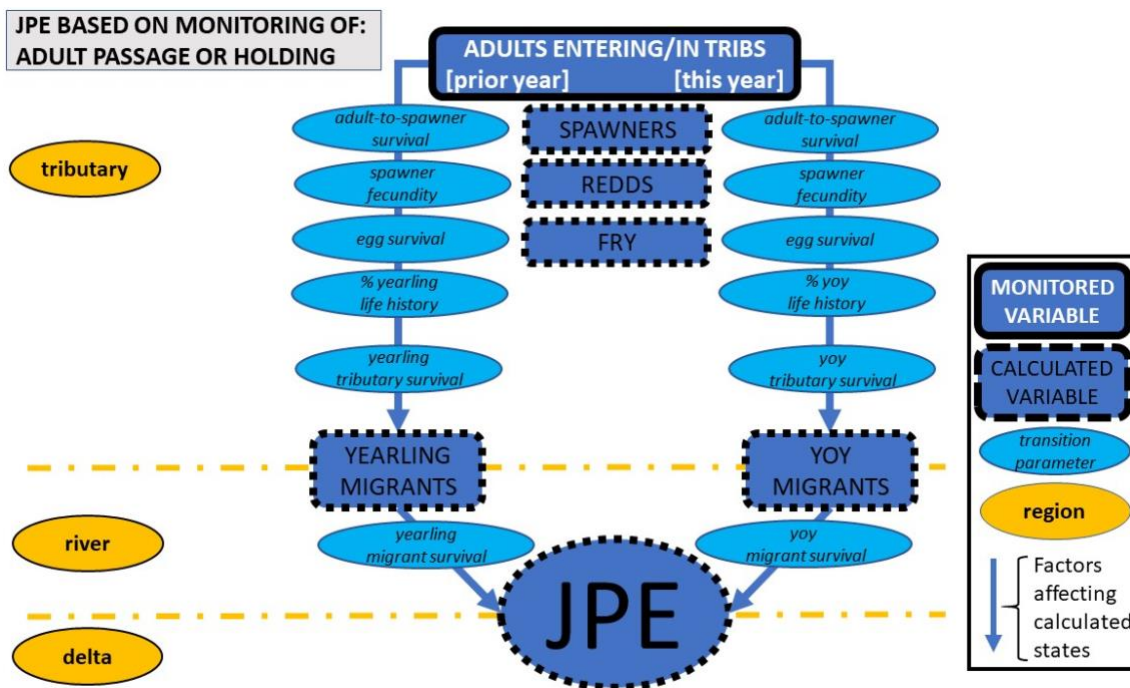 JPE BASED ON MONITORING OF:
ADULT PASSAGE OR HOLDING
ADULTS ENTERING/IN TRIBS
[prior year] [this year]
tributary
adult-to-spawner
survival
spawner
fecundity
egg survival
% yearling
life history
yearling
tributary survival
SPAWNERS
REDDS
FRY
adult-to-spawner
survival
spawner
fecundity
egg survival
% yoy
life history
yoy
tributary survival
YEARLING
MIGRANTS
YOY
MIGRANTS
river
yearling
migrant survival
yoy
migrant survival
JPE
delta
MONITORED
VARIABLE
CALCULATED
VARIABLE
transition
parameter
region
Factors
affecting
calculated
states